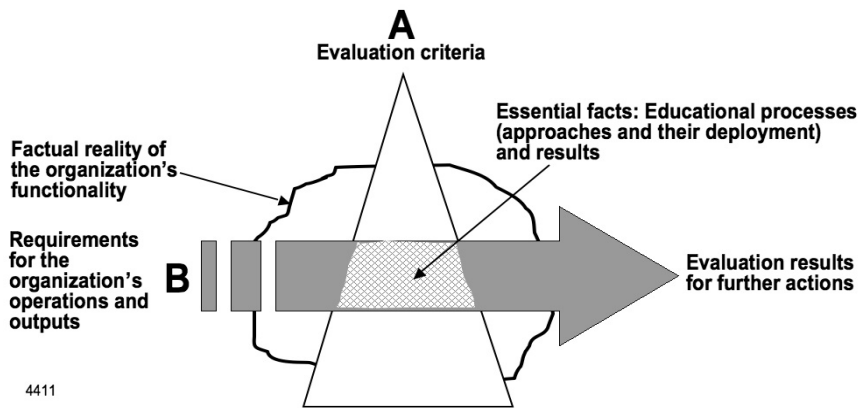 A
Evaluation criteria
Essential facts: Educational processes
(approaches and their deployment)
and results
Factual reality of
the organization's
functionality
Requirements
for the
organization's
operations and
outputs
B
Evaluation results
for further actions
4411